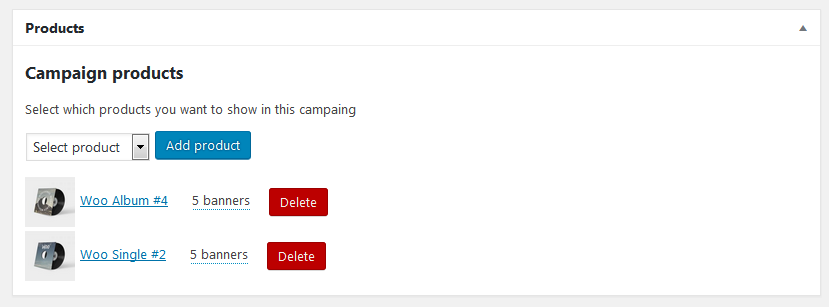 Products
Campaign products
Select which products you want to show in this campaing
Select product Add product
Woo Album #4 5 banners Delete
Woo Single #2 5 banners Delete